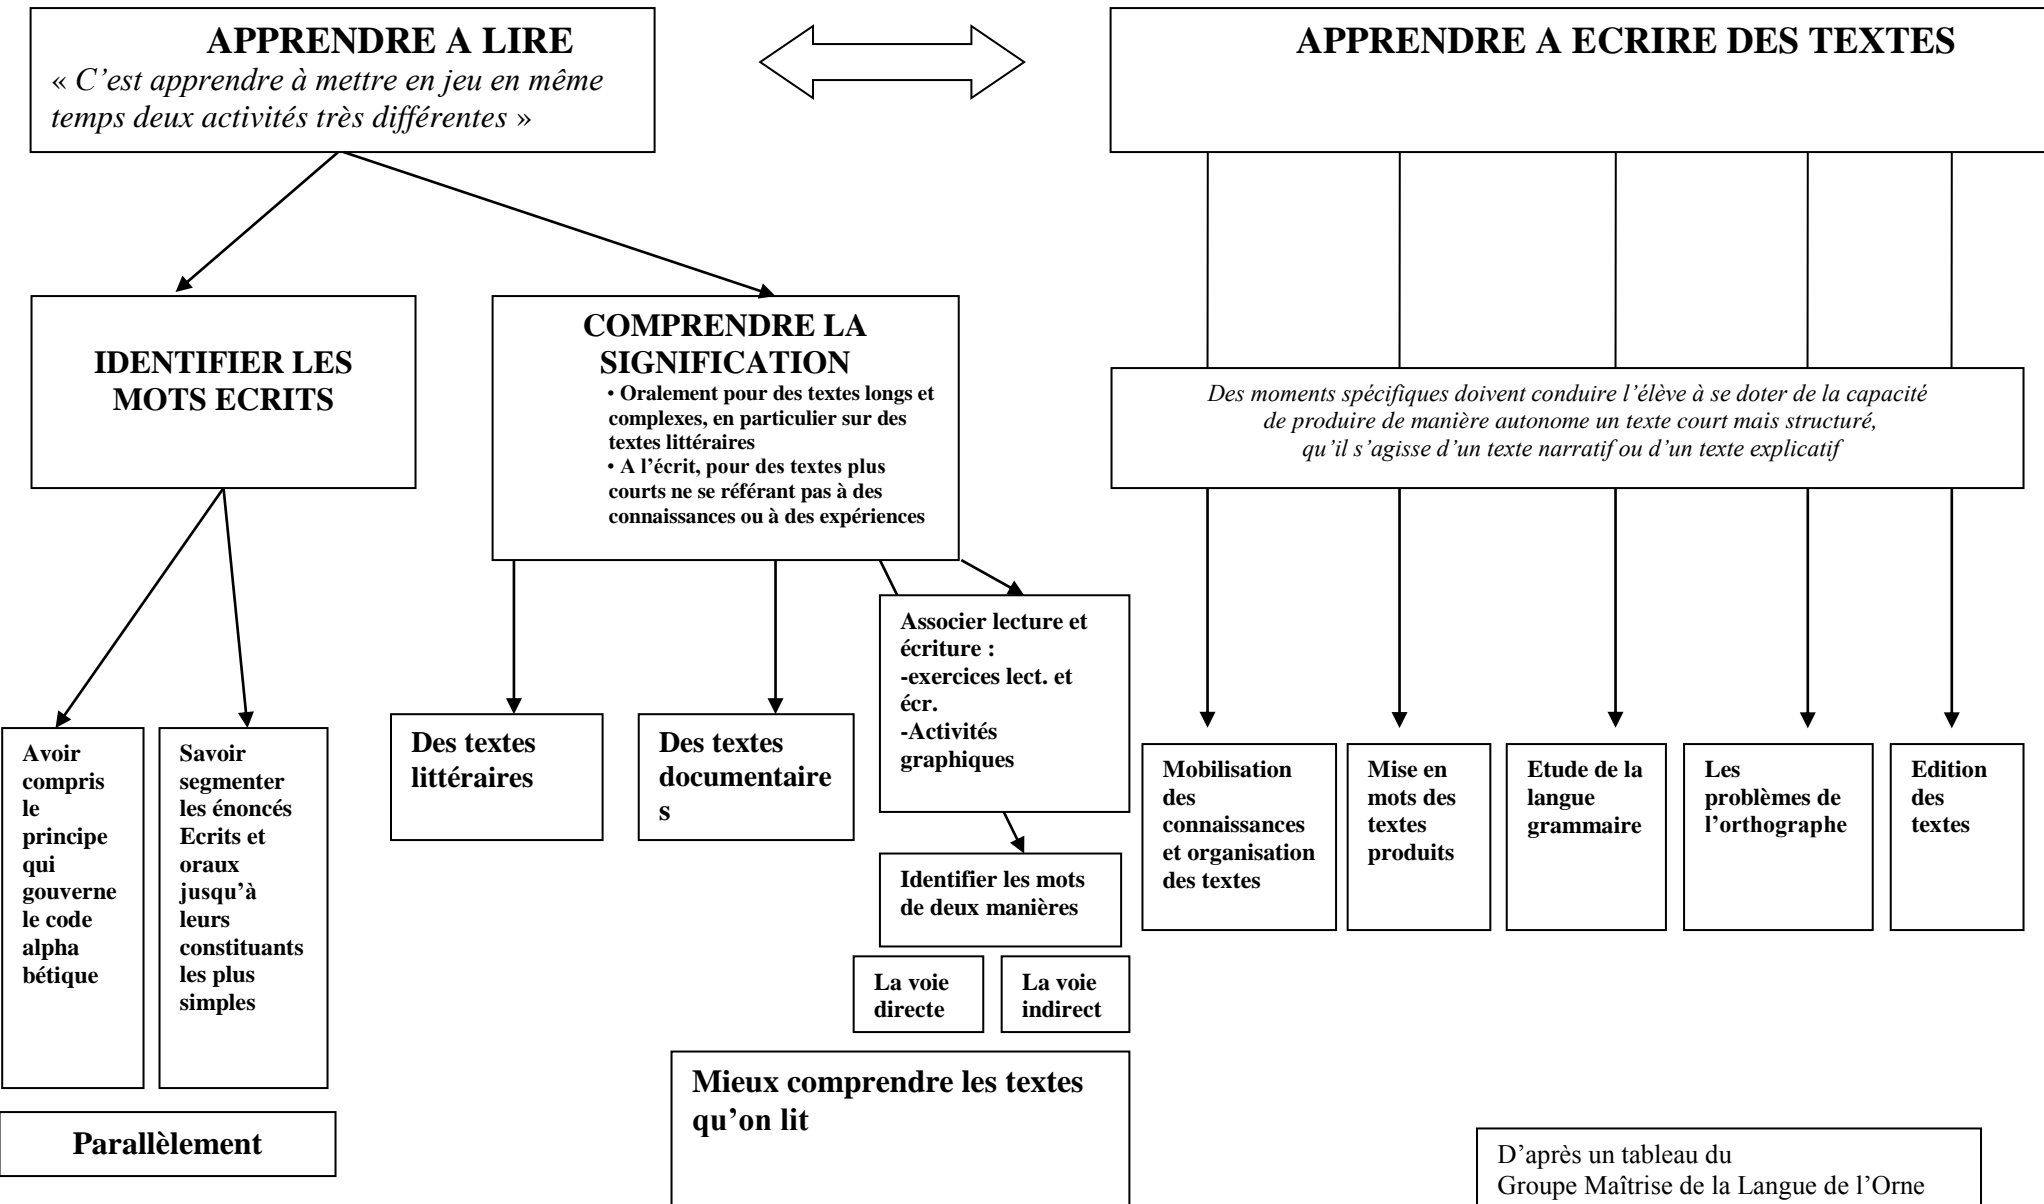 APPRENDRE A LIRE
« C’est apprendre à mettre en jeu en même
temps deux activités très différentes »
APPRENDRE A ECRIRE DES TEXTES
IDENTIFIER LES
MOTS ECRITS
COMPRENDRE LA
SIGNIFICATION
• Oralement pour des textes longs et
complexes, en particulier sur des
textes littéraires
• A l’écrit, pour des textes plus
courts ne se référant pas à des
connaissances ou à des expériences
Des moments spécifiques doivent conduire l’élève à se doter de la capacité
de produire de manière autonome un texte court mais structuré,
qu’il s’agisse d’un texte narratif ou d’un texte explicatif
Avoir
compris
le
principe
qui
gouverne
le code
alpha
bétique
Savoir
segmenter
les énoncés
Ecrits et
oraux
jusqu’à
leurs
constituants
les plus
simples
Des textes
littéraires
Des textes
documentaire
s
Associer lecture et
écriture :
-exercices lect. et
écr.
-Activités
graphiques
Identifier les mots
de deux manières
La voie
directe
La voie
indirect
Mobilisation
des
connaissances
et organisation
des textes
Mise en
mots des
textes
produits
Etude de la
langue
grammaire
Les
problèmes de
l’orthographe
Edition
des
textes
Parallèlement
Mieux comprendre les textes
qu’on lit
D’après un tableau du
Groupe Maîtrise de la Langue de l’Orne